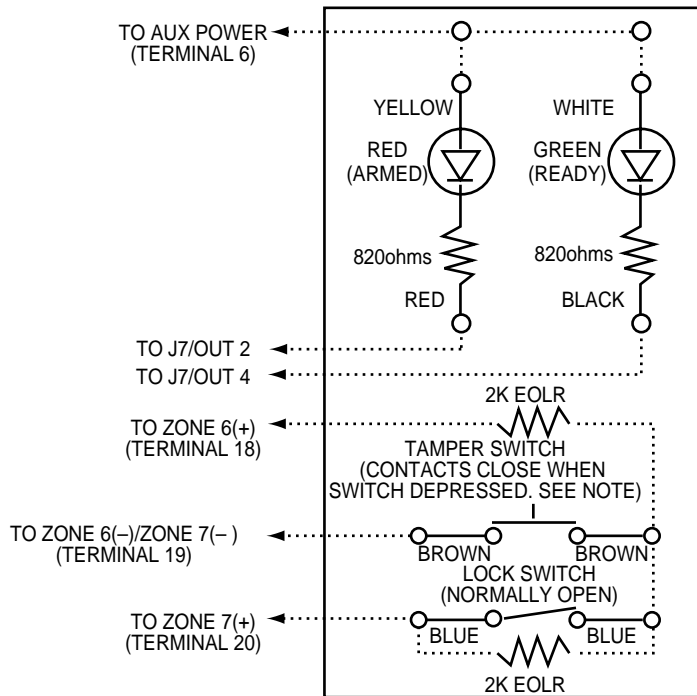 TO AUX POWER
(TERMINAL 6)
YELLOW
WHITE
RED
(ARMED)
GREEN
(READY)
820ohms
820ohms
RED
BLACK
TO J7/OUT 2
TO J7/OUT 4
2K EOLR
TO ZONE 6(+)
(TERMINAL 18)
TAMPER SWITCH
(CONTACTS CLOSE WHEN
SWITCH DEPRESSED. SEE NOTE)
TO ZONE 6(–)/ZONE 7(– )
(TERMINAL 19)
BROWN
BROWN
LOCK SWITCH
(NORMALLY OPEN)
TO ZONE 7(+)
(TERMINAL 20)
BLUE
BLUE
2K EOLR